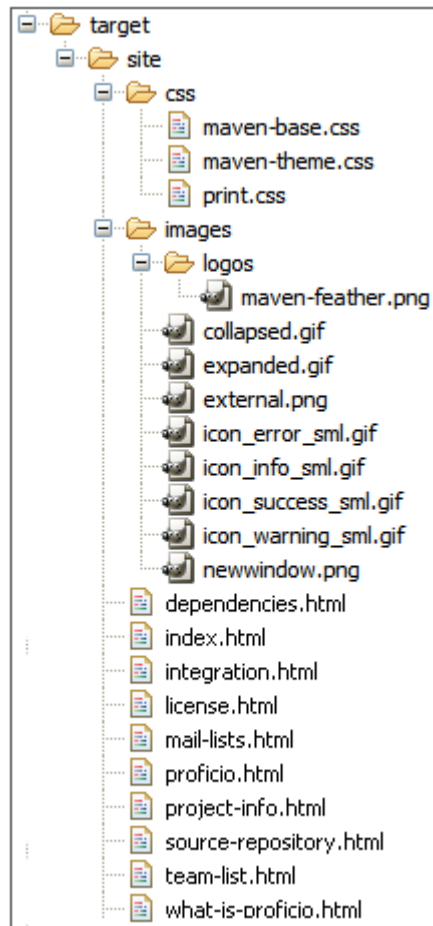 target
site
css
maven-base.css
maven-theme.css
print.css
images
logos
maven-feather.png
collapsed.gif
expanded.gif
external.png
icon_error_sml.gif
icon_info_sml.gif
icon_success_sml.gif
icon_warning_sml.gif
newwindow.png
dependencies.html
index.html
integration.html
license.html
mail-lists.html
proficio.html
project-info.html
source-repository.html
team-list.html
what-is-proficio.html